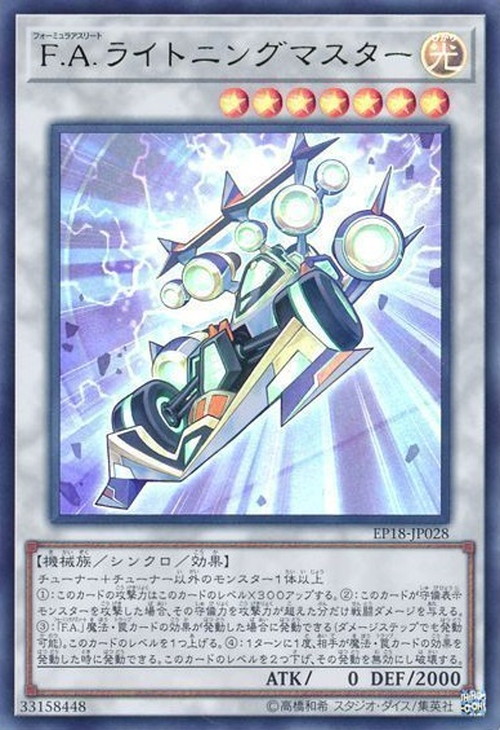 フォーミュラアスリート
F.A.ライトニングマスター
光
EP18-JP028
【機械族／シンクロ／効果】
チューナー＋チューナー以外のモンスター1体以上
①：このカードの攻撃力はこのカードのレベル×300アップする。②：このカードが守備表示
モンスターを攻撃した場合、その守備力を攻撃力が超えた分だけ戦闘ダメージを与える。
③：「F.A.」魔法・罠カードの効果が発動した場合に発動できる（ダメージステップでも発動
可能）。このカードのレベルを1つ上げる。④：1ターンに1度、相手が魔法・罠カードの効果を
発動した時に発動できる。このカードのレベルを2つ下げ、その発動を無効にし破壊する。
ATK/ 0 DEF/2000
33158448 ©高橋和希 スタジオ・ダイス/集英社